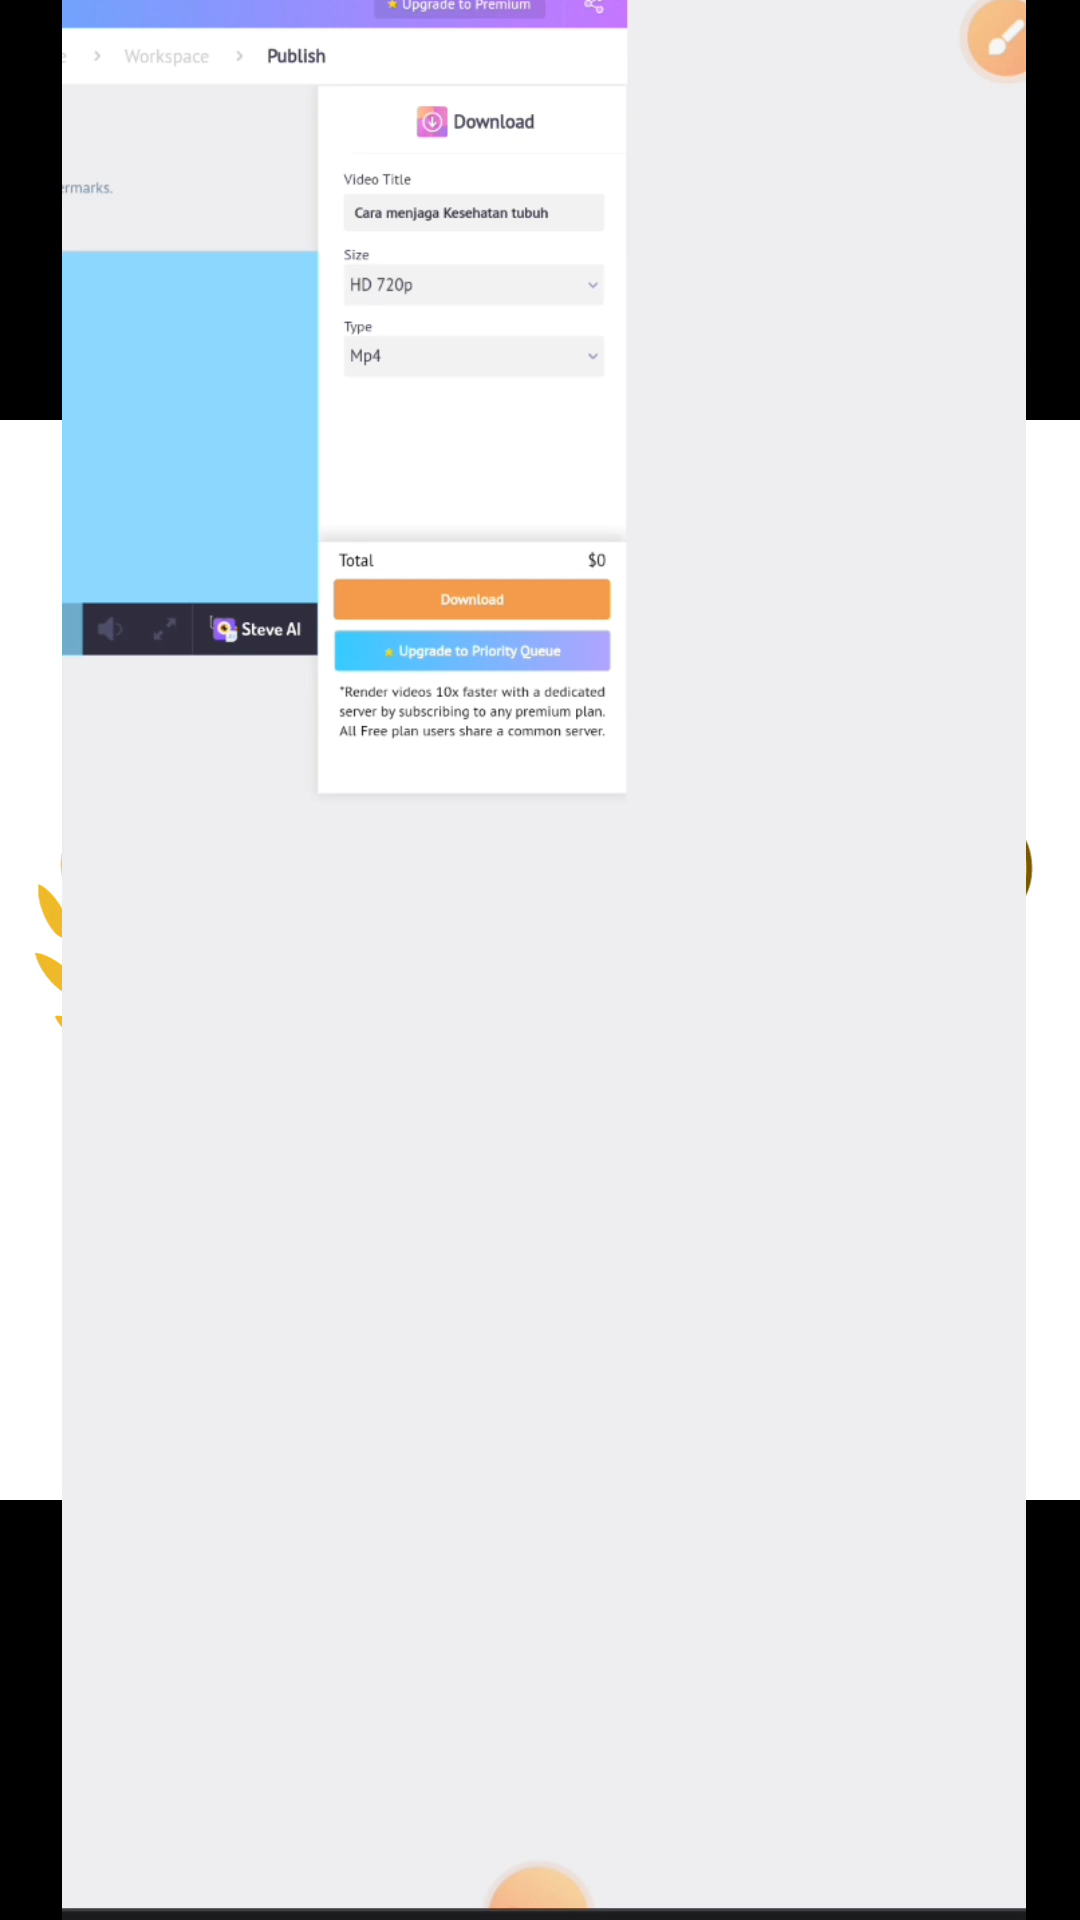 Upgrade to Premium
Workspace > Publish
Download
ermarks.
Video Title
Cara menjaga Kesehatan tubuh
Size
HD 720p
Type
Mp4
Total $0
Download
Steve AI
Upgrade to Priority Queue
*Render videos 10x faster with a dedicated
server by subscribing to any premium plan.
All Free plan users share a common server.